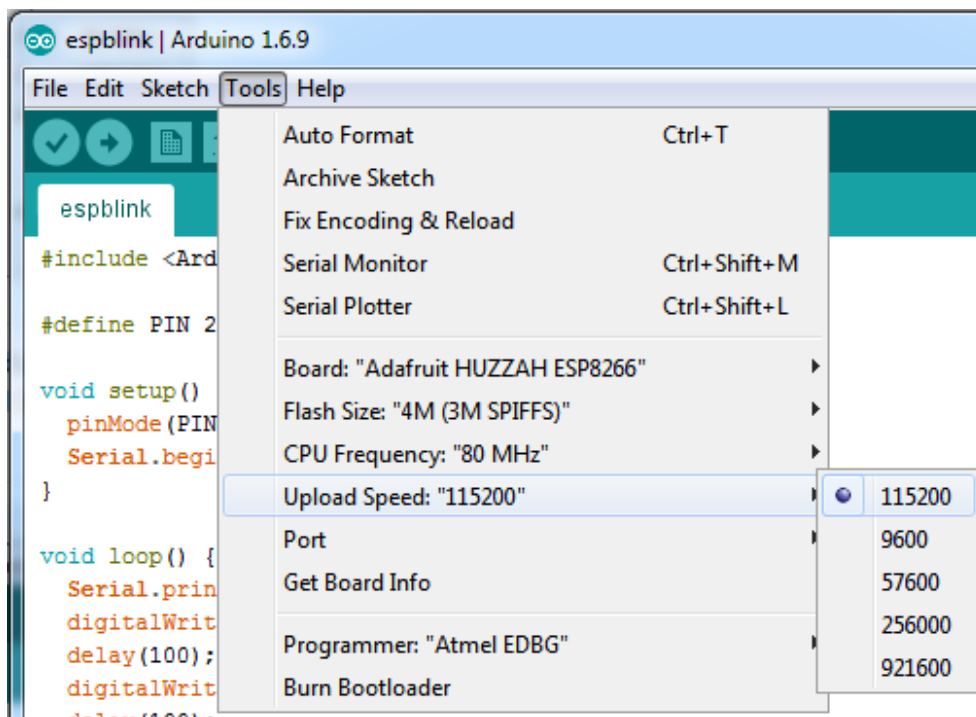 espblink | Arduino 1.6.9
File Edit Sketch Tools Help
Auto Format Ctrl+T
Archive Sketch
espblink
Fix Encoding & Reload
#include <Ard
Serial Monitor Ctrl+Shift+M
Serial Plotter Ctrl+Shift+L
#define PIN 2
Board: "Adafruit HUZZAH ESP8266"
void setup()
Flash Size: "4M (3M SPIFFS)"
pinMode(PIN
CPU Frequency: "80 MHz"
Serial.begi
}
Upload Speed: "115200"
115200
Port
9600
void loop() {
Get Board Info
57600
Serial.prin
digitalWrit
256000
Programmer: "Atmel EDBG"
delay(100);
921600
digitalWrit
Burn Bootloader